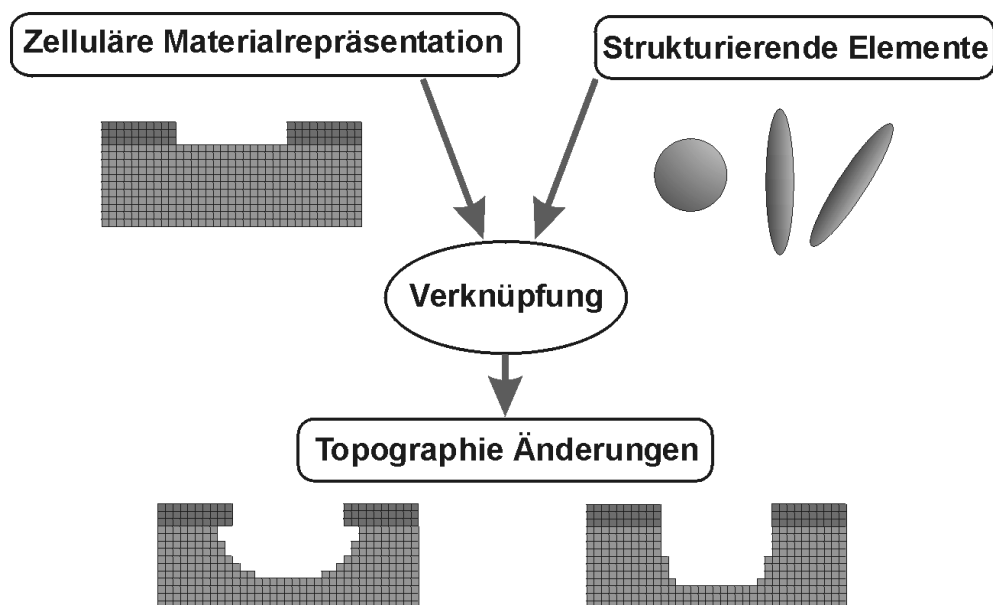 Zelluläre Materialrepräsentation
Strukturierende Elemente
Verknüpfung
Topographie Änderungen